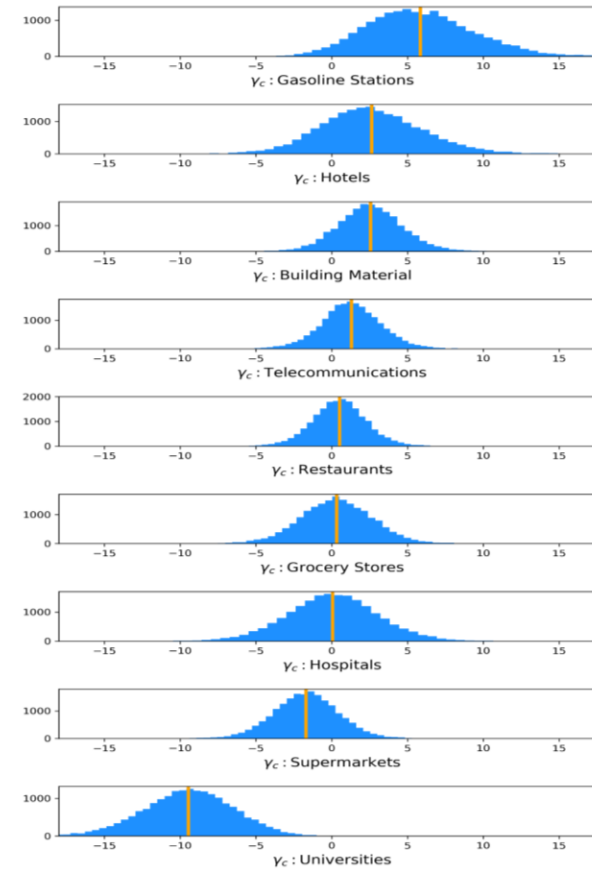 1000
0
−15 −10 −5 0 5 10 15
γc : Gasoline Stations
1000
0
−15 −10 −5 0 5 10 15
γc : Hotels
1000
0
−15 −10 −5 0 5 10 15
γc : Building Material
1000
0
−15 −10 −5 0 5 10 15
γc : Telecommunications
2000
1000
0
−15 −10 −5 0 5 10 15
γc : Restaurants
1000
0
−15 −10 −5 0 5 10 15
γc : Grocery Stores
1000
0
−15 −10 −5 0 5 10 15
γc : Hospitals
1000
0
−15 −10 −5 0 5 10 15
γc : Supermarkets
1000
0
−15 −10 −5 0 5 10 15
γc : Universities